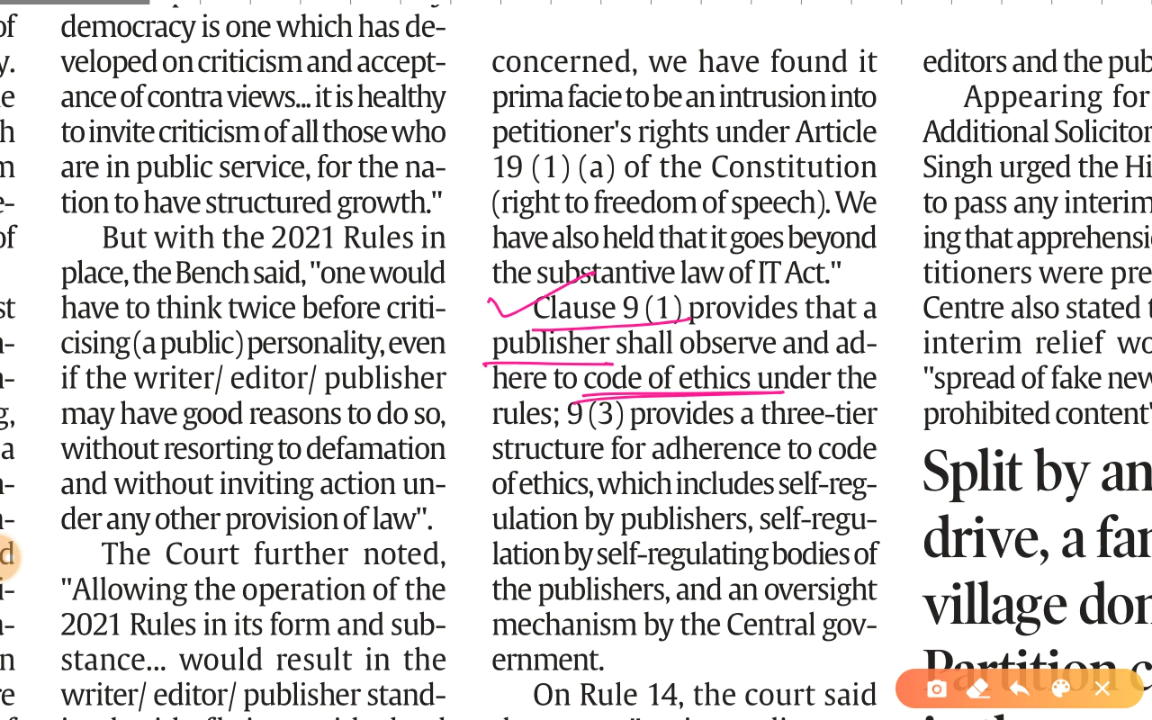 of
y.
e
h
m
e-
of
st
n-
n-
g,
a
n-
n-
d
i-
a-
n
re
democracy is one which has de-
veloped on criticism and accept-
ance of contra views... it is healthy
to invite criticism of all those who
are in public service, for the na-
tion to have structured growth."
But with the 2021 Rules in
place, the Bench said, "one would
have to think twice before criti-
cising (a public) personality, even
if the writer/ editor/ publisher
may have good reasons to do so,
without resorting to defamation
and without inviting action un-
der any other provision of law".
The Court further noted,
"Allowing the operation of the
2021 Rules in its form and sub-
stance... would result in the
writer/ editor/ publisher stand-
concerned, we have found it
prima facie to be an intrusion into
petitioner's rights under Article
19 (1) (a) of the Constitution
(right to freedom of speech). We
have also held that it goes beyond
the substantive law of IT Act."
Clause 9 (1) provides that a
publisher shall observe and ad-
here to code of ethics under the
rules; 9 (3) provides a three-tier
structure for adherence to code
of ethics, which includes self-reg-
ulation by publishers, self-regu-
lation by self-regulating bodies of
the publishers, and an oversight
mechanism by the Central gov-
ernment.
On Rule 14, the court said
editors and the pub
Appearing for
Additional Solicitor
Singh urged the Hi
to pass any interim
ing that apprehensi
titioners were pre
Centre also stated t
interim relief wo
"spread of fake new
prohibited content"
Split by an
drive, a fam
village don
Partition c